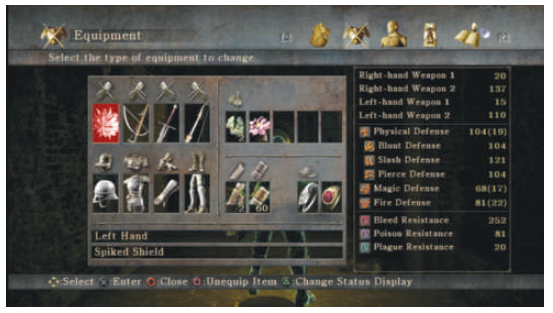 Equipment
L2
R2
Select the type of equipment to change
Right-hand Weapon 1 20
Right-hand Weapon 2 137
Left-hand Weapon 1 15
Left-hand Weapon 2 110
Physical Defense 104(19)
Blunt Defense 104
Slash Defense 121
Pierce Defense 104
Magic Defense 68(17)
Fire Defense 81(22)
Bleed Resistance 252
Poison Resistance 81
Plague Resistance 20
2 60
Left Hand
Spiked Shield
:Select :Enter :Close :Unequip Item :Change Status Display